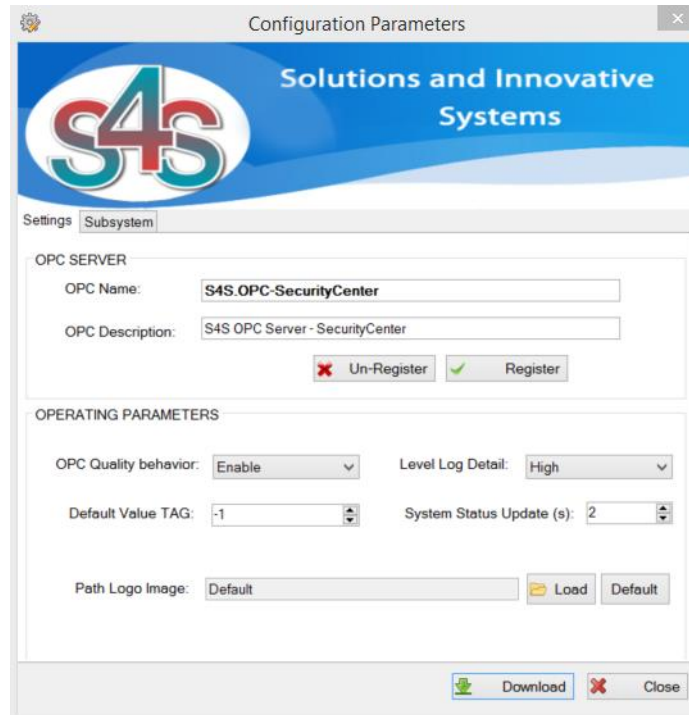 Configuration Parameters
S4S
Solutions and Innovative
Systems
Settings Subsystem
OPC SERVER
OPC Name: S4S.OPC-SecurityCenter
OPC Description: S4S OPC Server - SecurityCenter
Un-Register Register
OPERATING PARAMETERS
OPC Quality behavior: Enable Level Log Detail: High
Default Value TAG: -1 System Status Update (s): 2
Path Logo Image: Default Load Default
Download Close